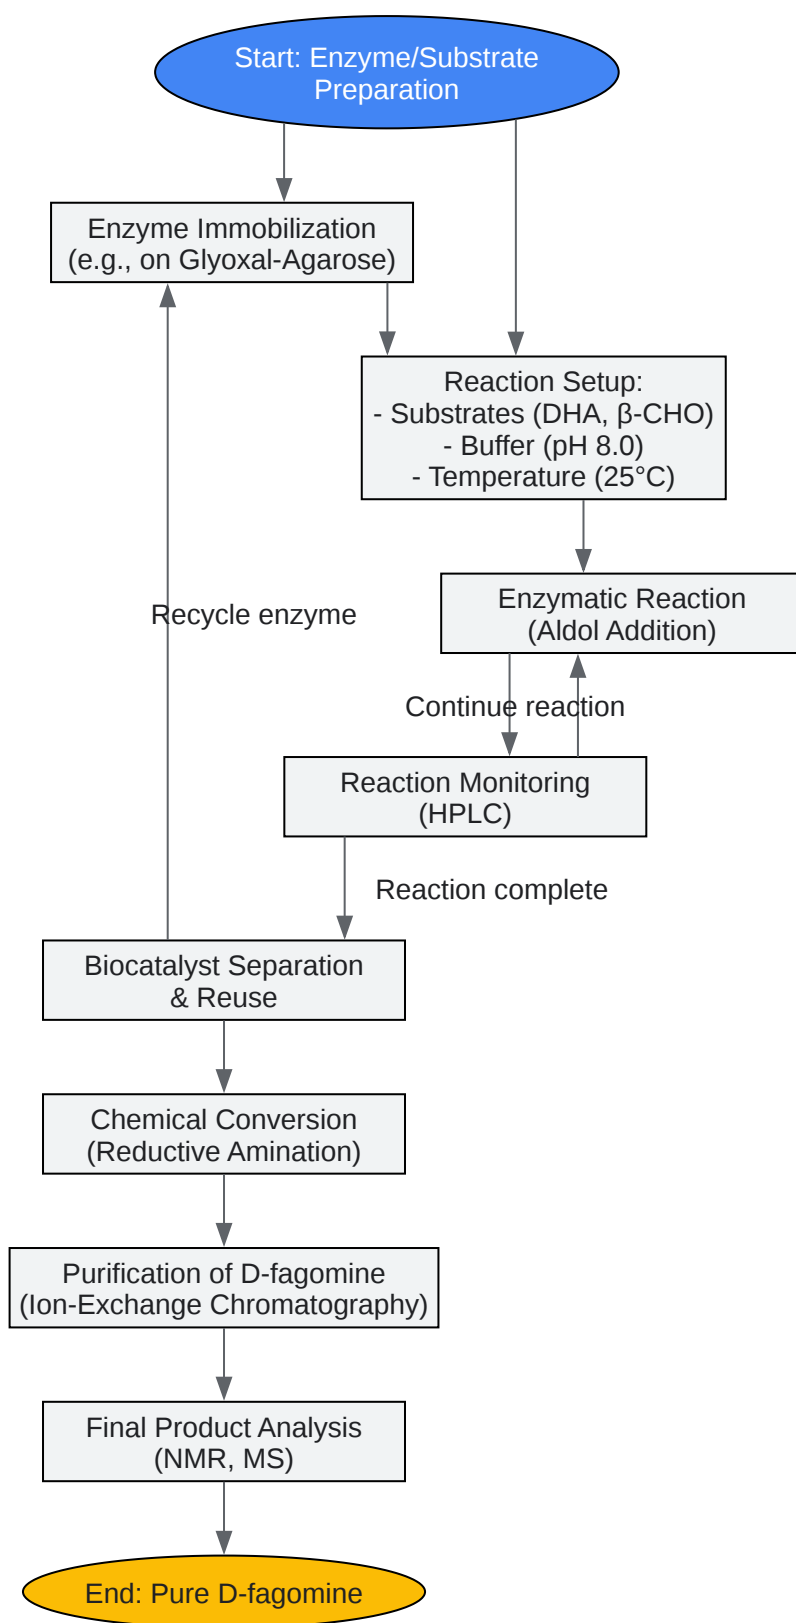 Start: Enzyme/Substrate
Preparation
Enzyme Immobilization
(e.g., on Glyoxal-Agarose)
Reaction Setup:
- Substrates (DHA, β-CHO)
- Buffer (pH 8.0)
- Temperature (25°C)
Enzymatic Reaction
(Aldol Addition)
Recycle enzyme
Continue reaction
Reaction Monitoring
(HPLC)
Reaction complete
Biocatalyst Separation
& Reuse
Chemical Conversion
(Reductive Amination)
Purification of D-fagomine
(Ion-Exchange Chromatography)
Final Product Analysis
(NMR, MS)
End: Pure D-fagomine